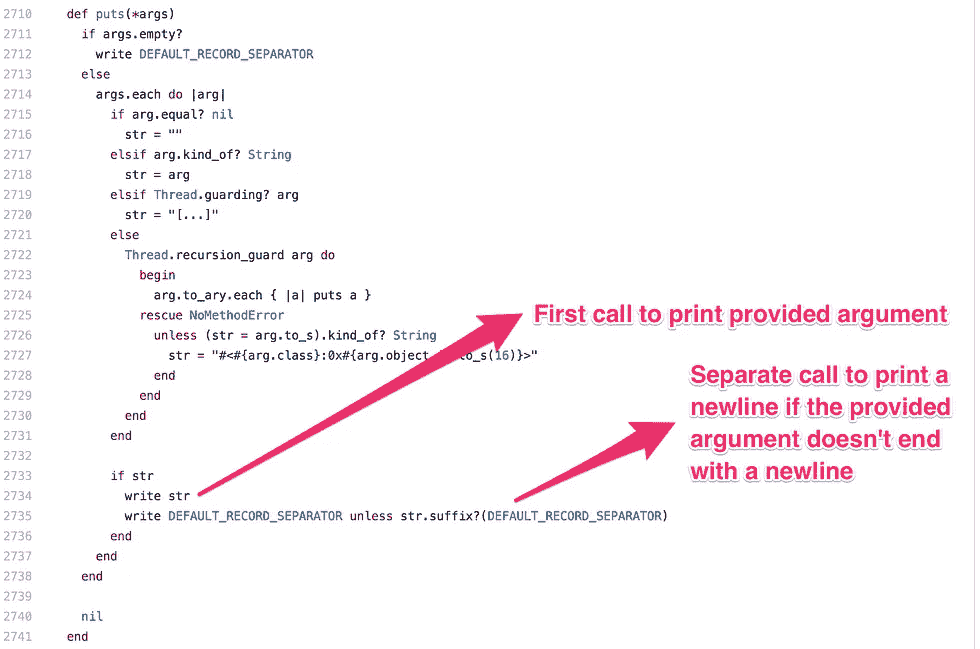 2710 def puts(*args)
2711 if args.empty?
2712 write DEFAULT_RECORD_SEPARATOR
2713 else
2714 args.each do |arg|
2715 if arg.equal? nil
2716 str = ""
2717 elsif arg.kind_of? String
2718 str = arg
2719 elsif Thread.guarding? arg
2720 str = "[...]"
2721 else
2722 Thread.recursion_guard arg do
2723 begin
2724 arg.to_ary.each { |a| puts a }
2725 rescue NoMethodError
2726 unless (str = arg.to_s).kind_of? String
2727 str = "#<#{arg.class}:0x#{arg.object to_s(16)}>"
2728 end
2729 end
2730 end
2731 end
2732
2733 if str
2734 write str
2735 write DEFAULT_RECORD_SEPARATOR unless str.suffix?(DEFAULT_RECORD_SEPARATOR)
2736 end
2737 end
2738 end
2739
2740 nil
2741 end
First call to print provided argument
Separate call to print a
newline if the provided
argument doesn't end
with a newline